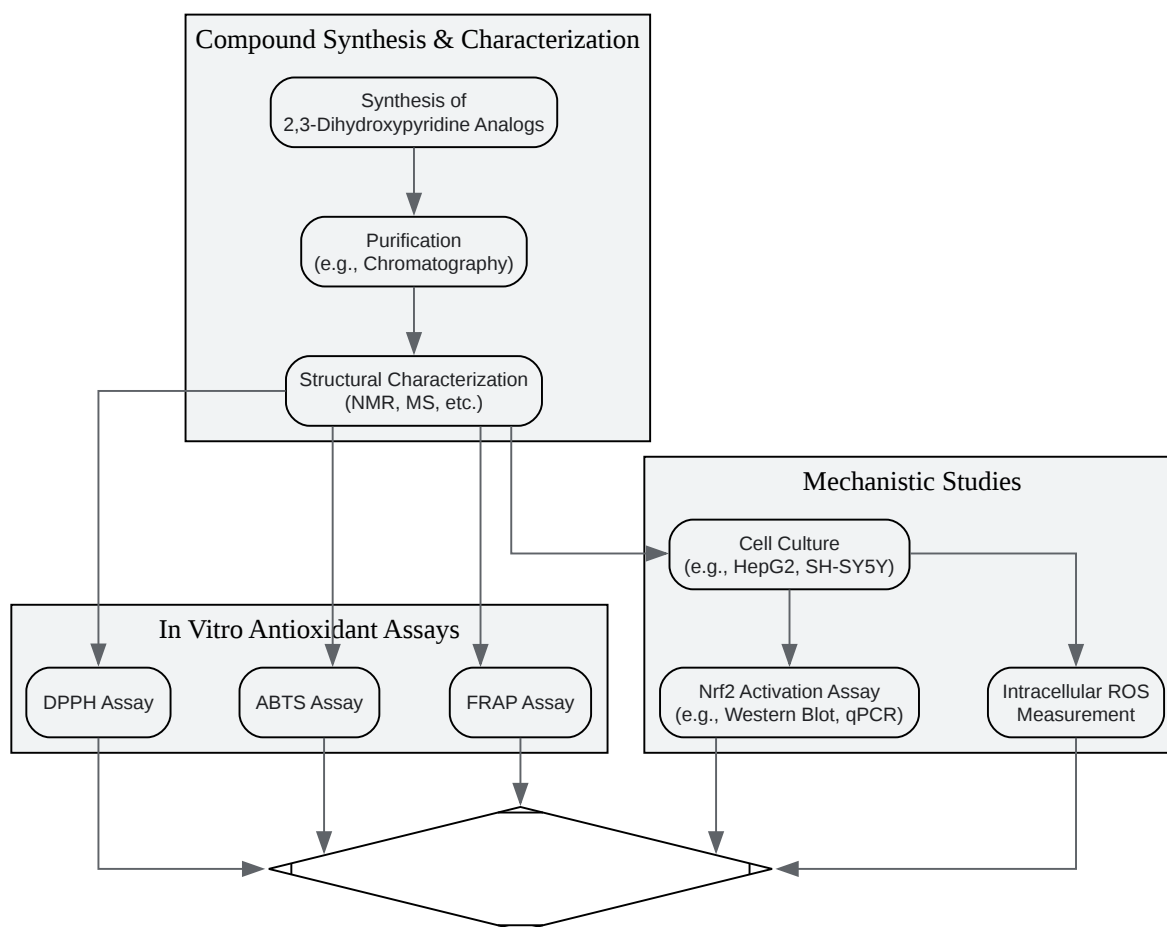 Compound Synthesis & Characterization
Synthesis of
2,3-Dihydroxypyridine Analogs
Purification
(e.g., Chromatography)
Structural Characterization
(NMR, MS, etc.)
Mechanistic Studies
Cell Culture
(e.g., HepG2, SH-SY5Y)
In Vitro Antioxidant Assays
DPPH Assay
ABTS Assay
FRAP Assay
Nrf2 Activation Assay
(e.g., Western Blot, qPCR)
Intracellular ROS
Measurement